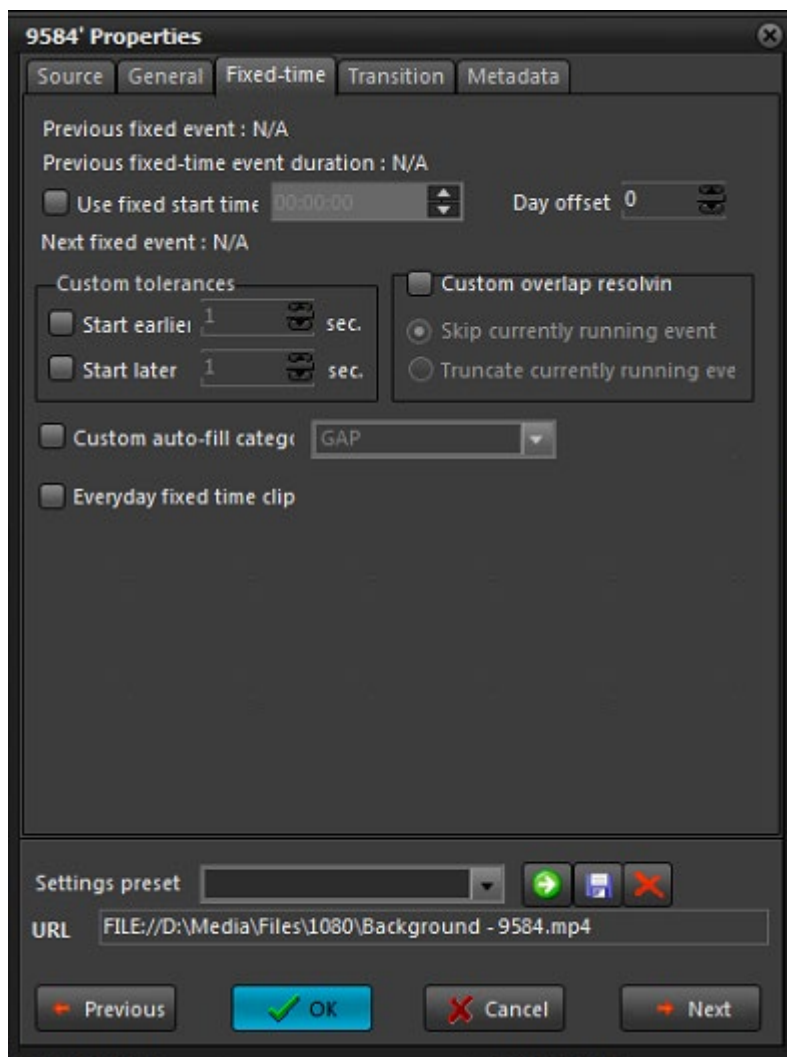 9584' Properties
Source General Fixed-time Transition Metadata
Previous fixed event : N/A
Previous fixed-time event duration : N/A
Use fixed start time 00:00:00 Day offset 0
Next fixed event : N/A
Custom tolerances Custom overlap resolvin
Start earlier 1 sec. Skip currently running event
Start later 1 sec. Truncate currently running eve
Custom auto-fill catego GAP
Everyday fixed time clip
Settings preset
URL FILE://D:\Media\Files\1080\Background - 9584.mp4
Previous OK Cancel Next